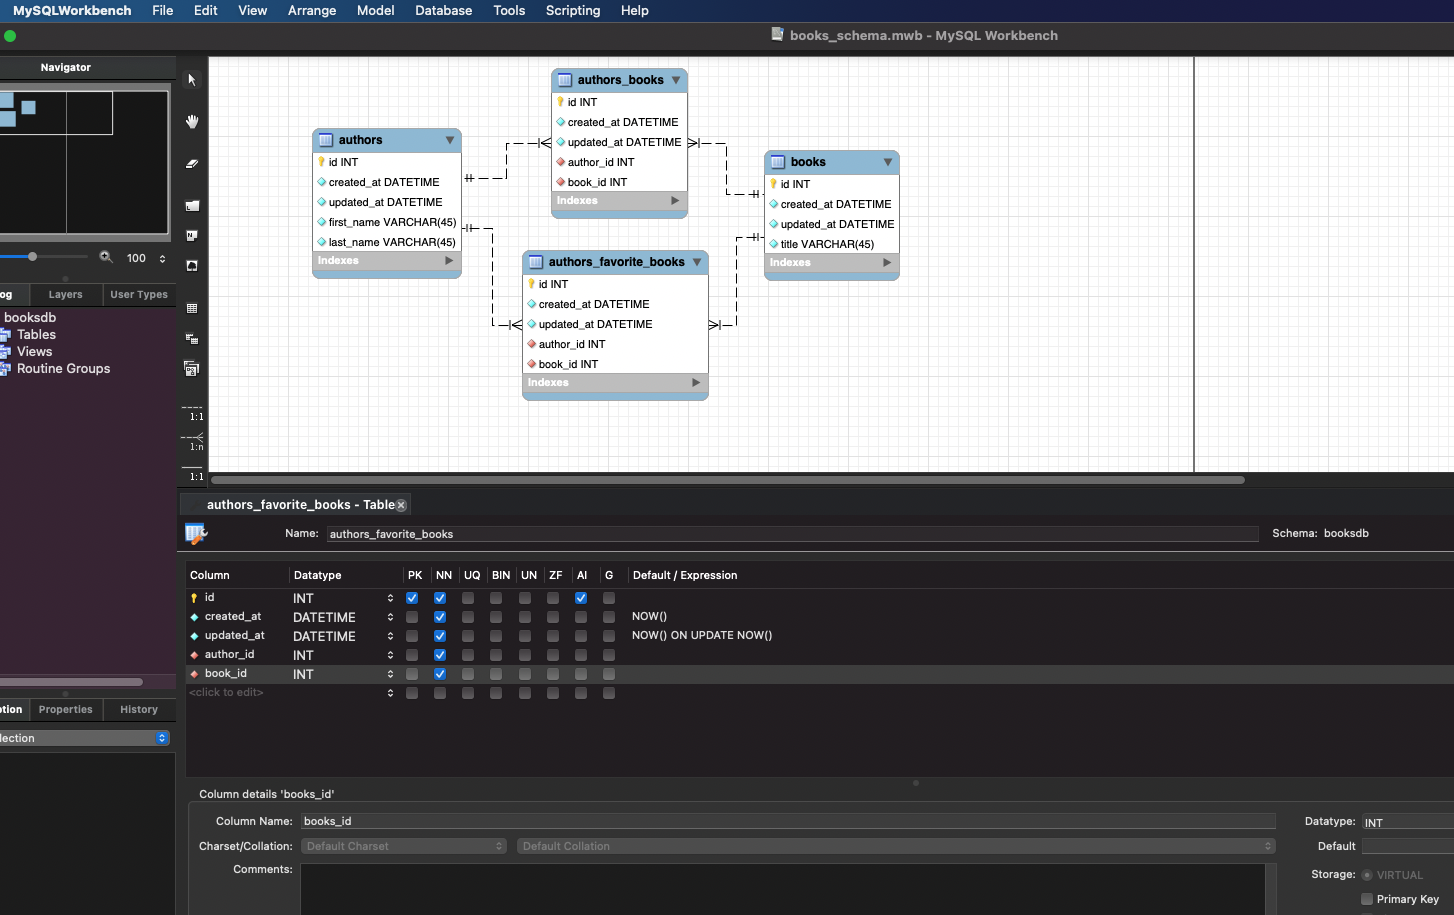 MySQLWorkbench File Edit View Arrange Model Database Tools Scripting Help
books_schema.mwb - MySQL Workbench
Navigator
100
og Layers User Types
booksdb
Tables
Views
Routine Groups
ption Properties History
lection
1:1
1:n
1:1
authors
id INT
created_at DATETIME
updated_at DATETIME
first_name VARCHAR(45)
last_name VARCHAR(45)
Indexes
authors_books
id INT
created_at DATETIME
updated_at DATETIME
author_id INT
book_id INT
Indexes
authors_favorite_books
id INT
created_at DATETIME
updated_at DATETIME
author_id INT
book_id INT
Indexes
books
id INT
created_at DATETIME
updated_at DATETIME
title VARCHAR(45)
Indexes
authors_favorite_books - Table
Name: authors_favorite_books Schema: booksdb
Column Datatype PK NN UQ BIN UN ZF AI G Default / Expression
id INT
created_at DATETIME NOW()
updated_at DATETIME NOW() ON UPDATE NOW()
author_id INT
book_id INT
<click to edit>
Column details 'books_id'
Column Name: books_id Datatype: INT
Charset/Collation: Default Charset Default Collation Default
Comments: Storage: VIRTUAL
Primary Key